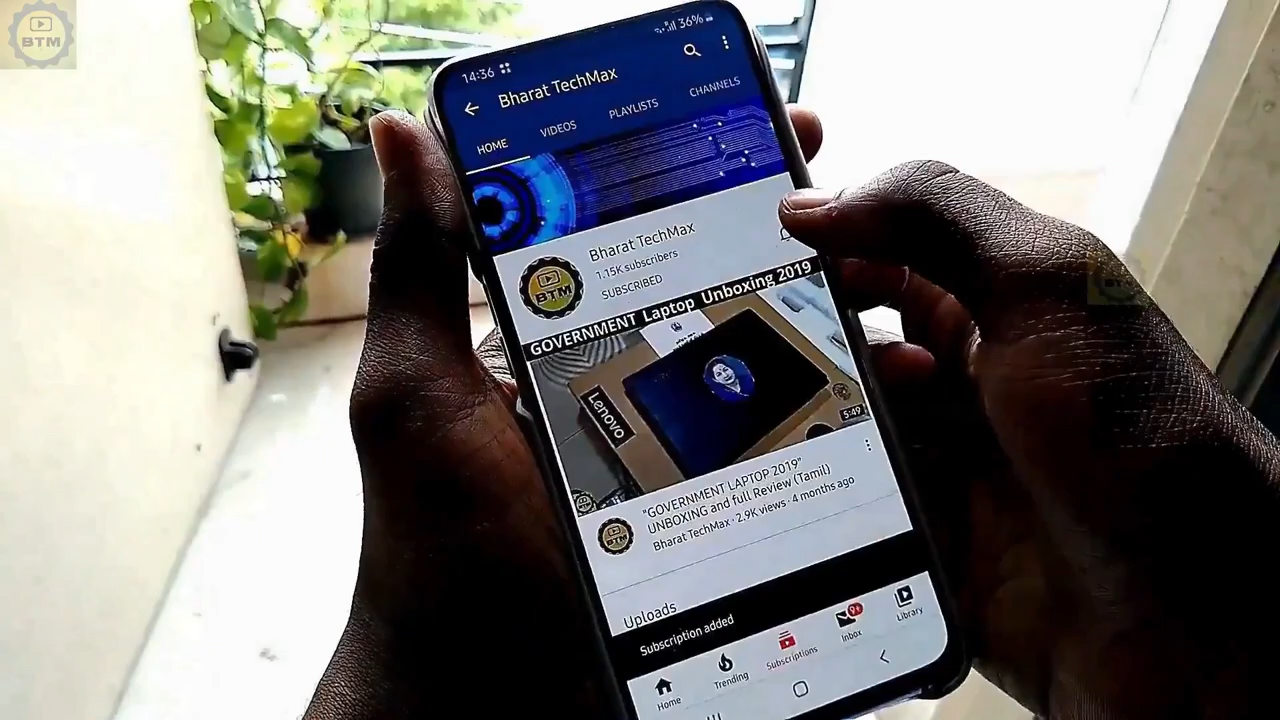 BTM
14:36
36%
Bharat TechMax
HOME
VIDEOS
PLAYLISTS
CHANNELS
Bharat TechMax
1.15K subscribers
SUBSCRIBED
BTM
GOVERNMENT Laptop Unboxing 2019
Lenovo
5:49
"GOVERNMENT LAPTOP 2019"
UNBOXING and full Review (Tamil)
Bharat TechMax · 2.9K views · 4 months ago
BTM
Uploads
Subscription added
Home
Trending
Subscriptions
9+
Inbox
Library